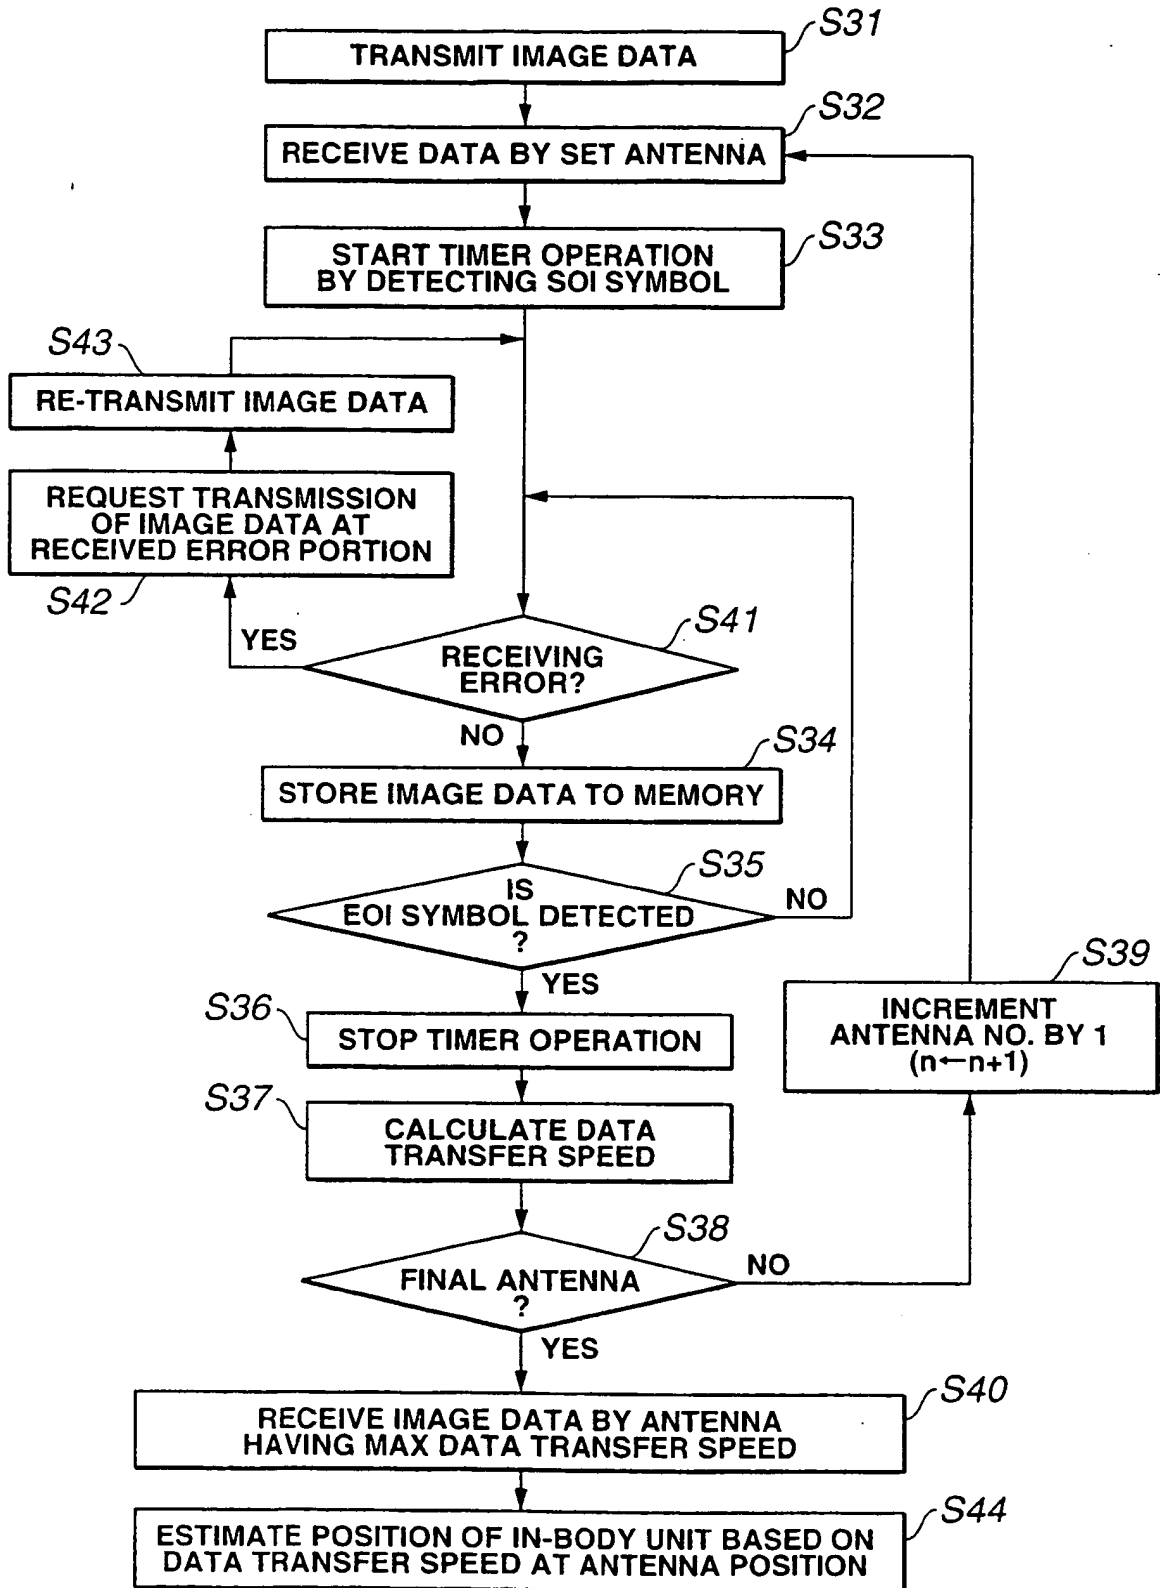 S31
TRANSMIT IMAGE DATA
S32
RECEIVE DATA BY SET ANTENNA
S33
START TIMER OPERATION
BY DETECTING SOI SYMBOL
S43
RE-TRANSMIT IMAGE DATA
REQUEST TRANSMISSION
OF IMAGE DATA AT
RECEIVED ERROR PORTION
S42
YES
S41
RECEIVING
ERROR?
NO
S34
STORE IMAGE DATA TO MEMORY
S35
IS
EOI SYMBOL DETECTED
?
NO
YES
S39
INCREMENT
ANTENNA NO. BY 1
(n←n+1)
S36
STOP TIMER OPERATION
S37
CALCULATE DATA
TRANSFER SPEED
S38
FINAL ANTENNA
?
NO
YES
S40
RECEIVE IMAGE DATA BY ANTENNA
HAVING MAX DATA TRANSFER SPEED
S44
ESTIMATE POSITION OF IN-BODY UNIT BASED ON
DATA TRANSFER SPEED AT ANTENNA POSITION